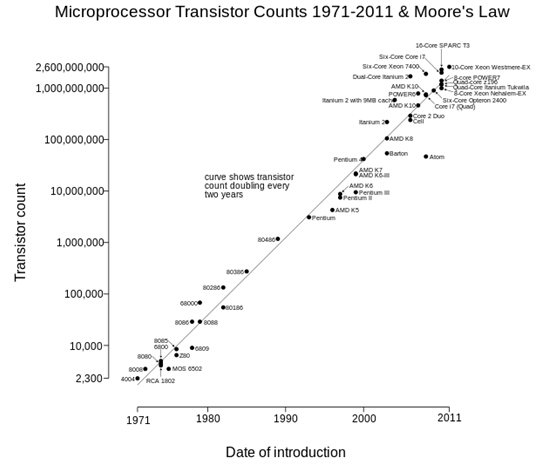 Microprocessor Transistor Counts 1971-2011 & Moore's Law
16-Core SPARC T3
Six-Core Core i7
Six-Core Xeon 7400
10-Core Xeon Westmere-EX
Dual-Core Itanium 2
8-core POWER7
Quad-core z196
AMD K10
Quad-Core Itanium Tukwila
POWER6
8-Core Xeon Nehalem-EX
Itanium 2 with 9MB cache
Six-Core Opteron 2400
AMD K10
Core i7 (Quad)
Core 2 Duo
Itanium 2
Cell
AMD K8
Barton
Pentium 4
Atom
curve shows transistor
count doubling every
two years
AMD K7
AMD K6-III
AMD K6
Pentium III
Pentium II
AMD K5
Pentium
80486
80386
80286
68000
80186
8086
8088
8085
6800
6809
8080
Z80
8008
MOS 6502
4004
RCA 1802
2,600,000,000
1,000,000,000
100,000,000
10,000,000
1,000,000
100,000
10,000
2,300
Transistor count
1971
1980
1990
2000
2011
Date of introduction